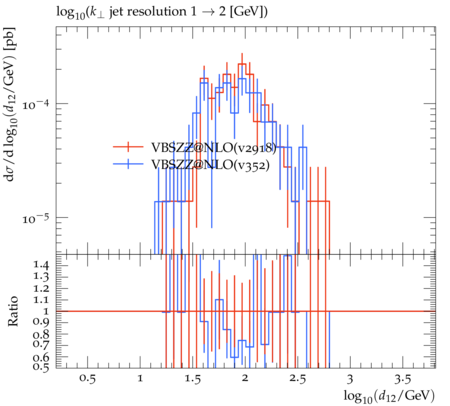 log₁₀(k⊥ jet resolution 1 → 2 [GeV])
dσ/d log₁₀(d₁₂/GeV) [pb]
10⁻⁴
VBSZZ@NLO(v2918)
VBSZZ@NLO(v352)
10⁻⁵
Ratio
1.4
1.3
1.2
1.1
1
0.9
0.8
0.7
0.6
0.5
0.5 1 1.5 2 2.5 3 3.5
log₁₀(d₁₂/GeV)